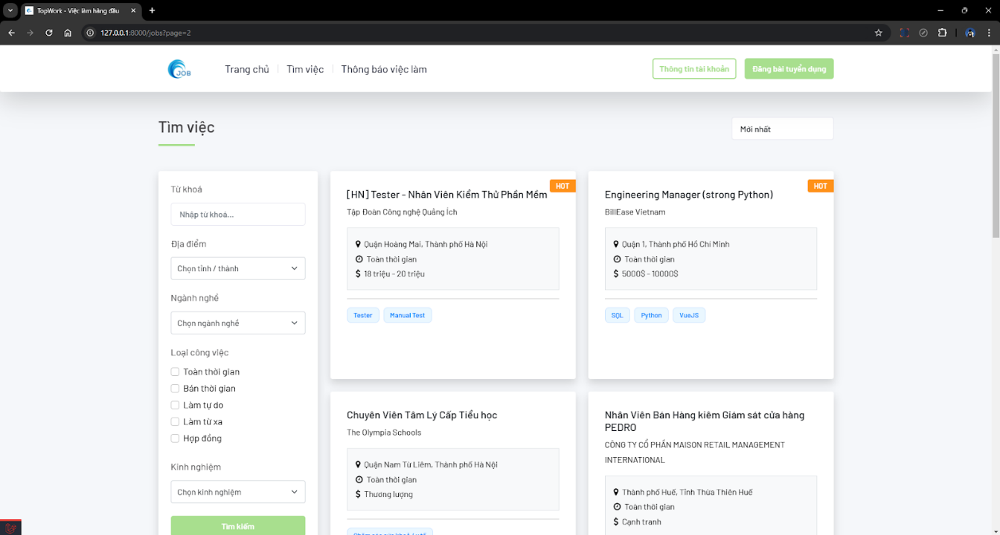 TopWork - Việc làm hàng đầu
127.0.0.1:8000/jobs?page=2
JOB
Trang chủ
Tìm việc
Thông báo việc làm
Thông tin tài khoản
Đăng bài tuyển dụng
Tìm việc
Mới nhất
Từ khoá
Nhập từ khoá...
Địa điểm
Chọn tỉnh / thành
Ngành nghề
Chọn ngành nghề
Loại công việc
Toàn thời gian
Bán thời gian
Làm tự do
Làm từ xa
Hợp đồng
Kinh nghiệm
Chọn kinh nghiệm
Tìm kiếm
HOT
[HN] Tester - Nhân Viên Kiểm Thử Phần Mềm
Tập Đoàn Công nghệ Quảng Ích
Quận Hoàng Mai, Thành phố Hà Nội
Toàn thời gian
18 triệu - 20 triệu
Tester
Manual Test
HOT
Engineering Manager (strong Python)
BillEase Vietnam
Quận 1, Thành phố Hồ Chí Minh
Toàn thời gian
5000$ - 10000$
SQL
Python
VueJS
Chuyên Viên Tâm Lý Cấp Tiểu học
The Olympia Schools
Quận Nam Từ Liêm, Thành phố Hà Nội
Toàn thời gian
Thương lượng
Nhân Viên Bán Hàng kiêm Giám sát cửa hàng
PEDRO
CÔNG TY CỔ PHẦN MAISON RETAIL MANAGEMENT
INTERNATIONAL
Thành phố Huế, Tỉnh Thừa Thiên Huế
Toàn thời gian
Cạnh tranh